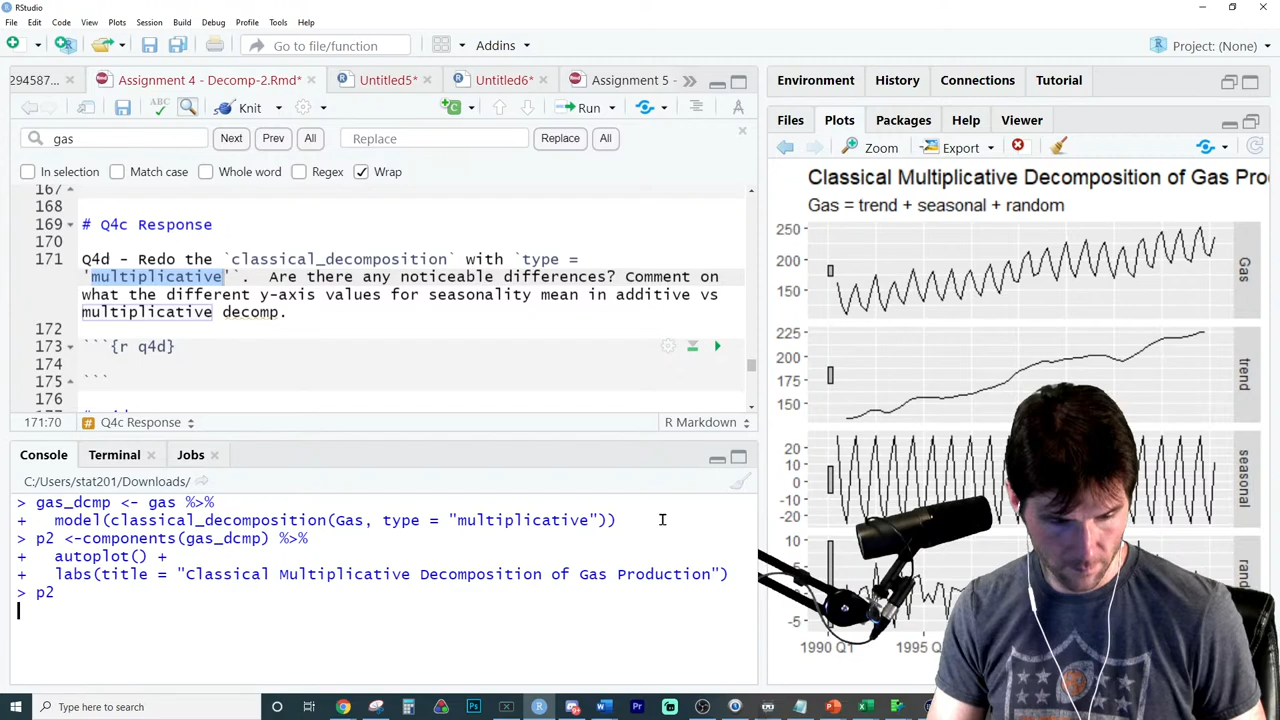 RStudio
File Edit Code View Plots Session Build Debug Profile Tools Help
Go to file/function
Addins
Project: (None)
294587...
Assignment 4 - Decomp-2.Rmd*
Untitled5*
Untitled6*
Assignment 5 -
ABC
Knit
Run
gas
Next
Prev
All
Replace
Replace
All
In selection
Match case
Whole word
Regex
Wrap
167
168
169 # Q4c Response
170
171 Q4d - Redo the `classical_decomposition` with `type =
'multiplicative'`. Are there any noticeable differences? Comment on
what the different y-axis values for seasonality mean in additive vs
multiplicative decomp.
172
173 ```{r q4d}
174
175 ```
176
171:70
Q4c Response
R Markdown
Console
Terminal
Jobs
C:/Users/stat201/Downloads/
> gas_dcmp <- gas %>%
+ model(classical_decomposition(Gas, type = "multiplicative"))
> p2 <-components(gas_dcmp) %>%
+ autoplot() +
+ labs(title = "Classical Multiplicative Decomposition of Gas Production")
> p2
Environment
History
Connections
Tutorial
Files
Plots
Packages
Help
Viewer
Zoom
Export
Classical Multiplicative Decomposition of Gas Pro
Gas = trend + seasonal + random
250
200
150
Gas
225
200
175
150
trend
20
10
0
-10
-20
seasonal
10
5
-5
1990 Q1
1995
Type here to search